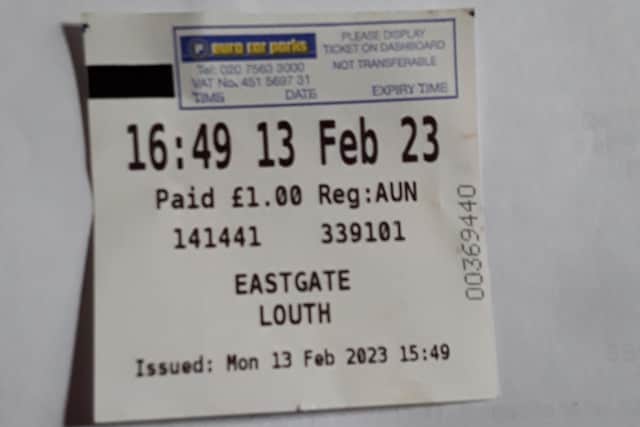 P euro car parks
PLEASE DISPLAY
TICKET ON DASHBOARD
NOT TRANSFERABLE
Tel: 020 7563 3000
VAT No. 451 5697 31
TIME DATE EXPIRY TIME
16:49 13 Feb 23
Paid £1.00 Reg:AUN
141441 339101
EASTGATE
LOUTH
Issued: Mon 13 Feb 2023 15:49
00369440